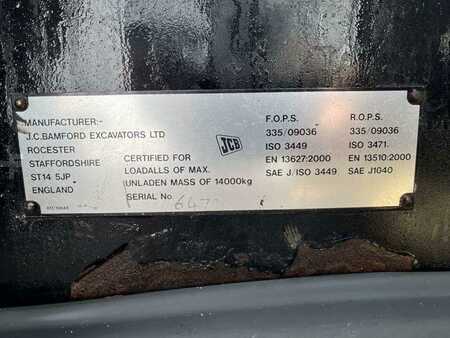 MANUFACTURER:-
J.C.BAMFORD EXCAVATORS LTD
ROCESTER
STAFFORDSHIRE
ST14 5JP
ENGLAND
CERTIFIED FOR
LOADALLS OF MAX.
UNLADEN MASS OF 14000kg
SERIAL No.
JCB
F.O.P.S.
335/09036
ISO 3449
EN 13627:2000
SAE J/ISO 3449
R.O.P.S.
335/09036
ISO 3471.
EN 13510:2000
SAE J1040